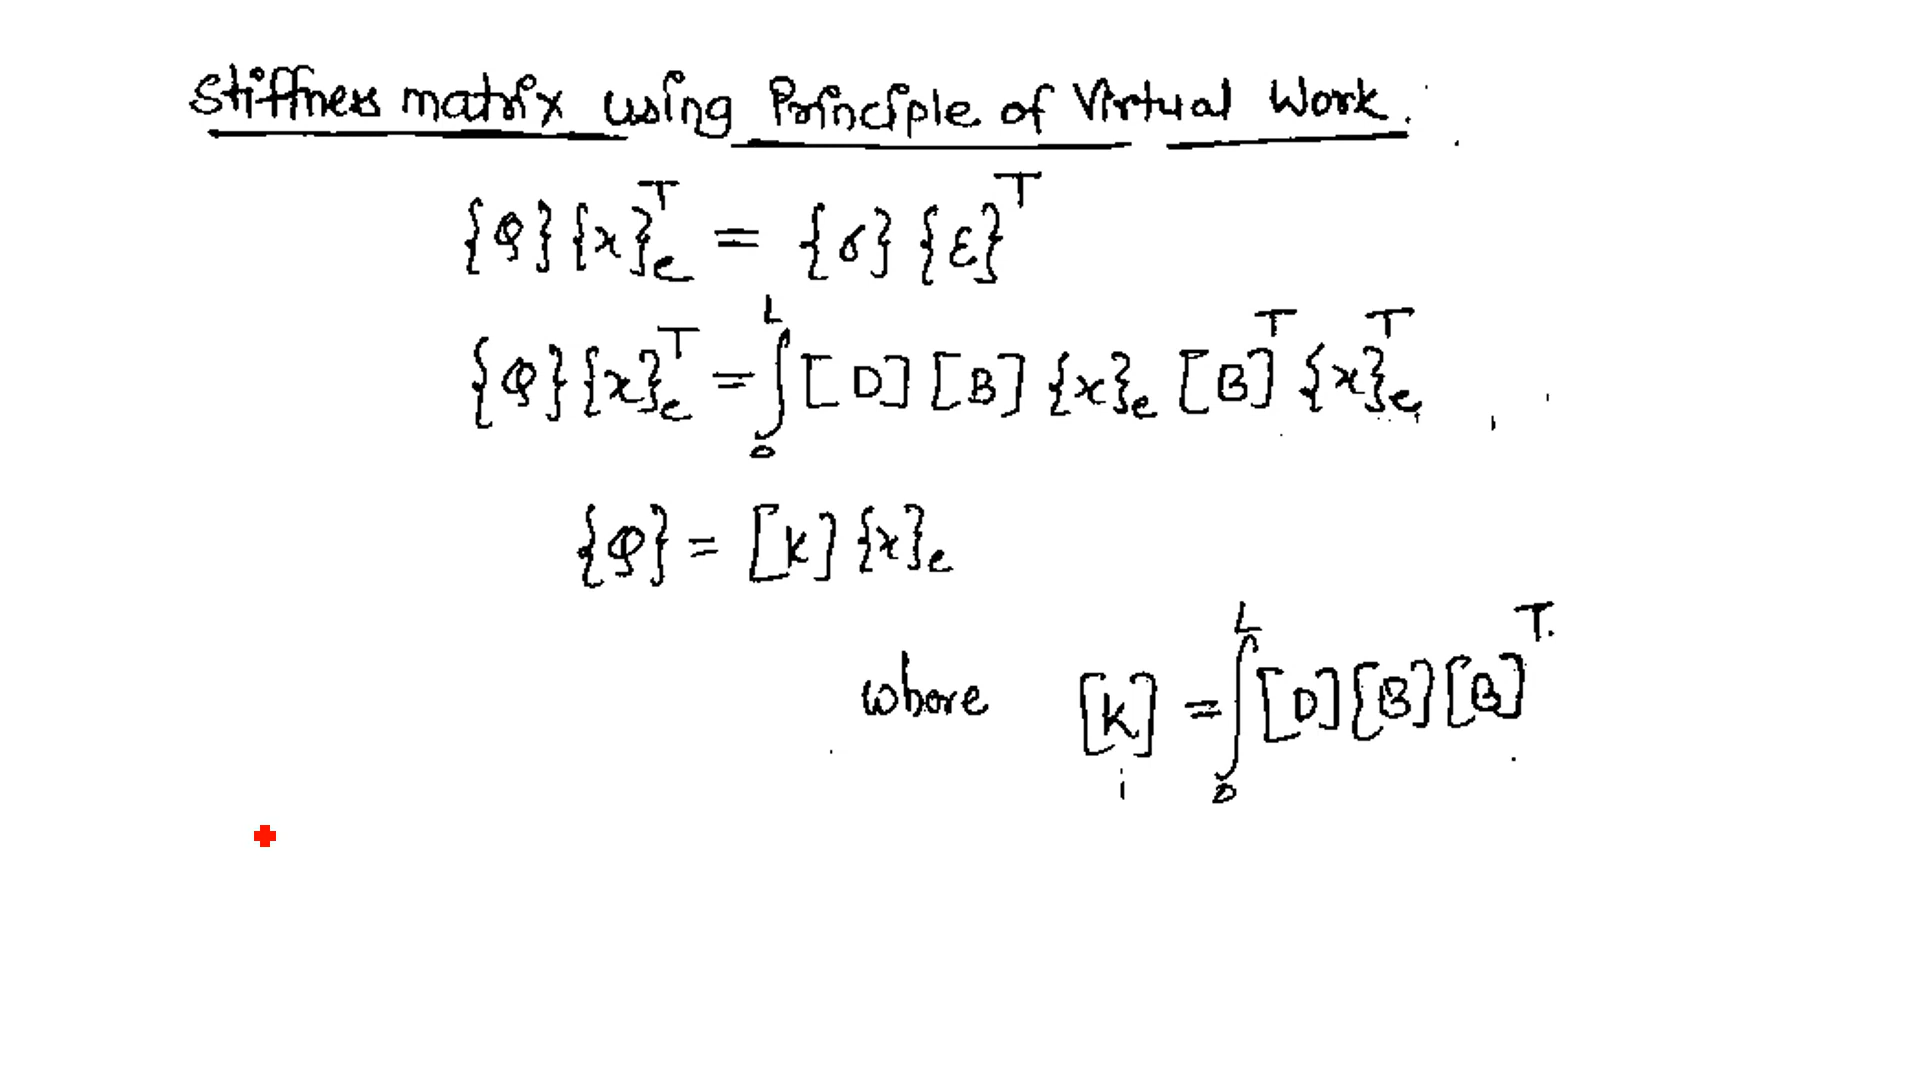 Stiffness matrix using Principle of Virtual Work.
{Q}{x}ₑᵀ = {σ}{ε}ᵀ
{Q}{x}ₑᵀ = ∫₀ᴸ [D][B]{x}ₑ[B]ᵀ{x}ₑᵀ
{Q} = [k]{x}ₑ
where [k] = ∫₀ᴸ [D][B][B]ᵀ